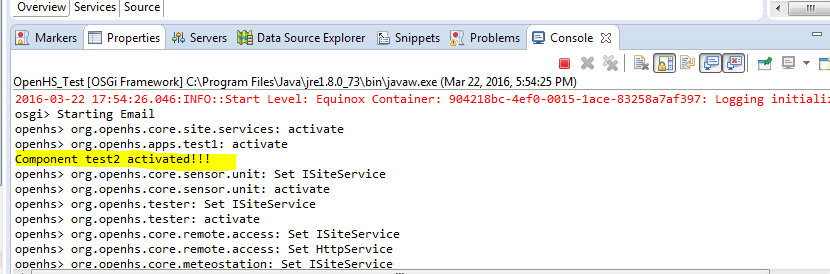 Overview Services Source
Markers Properties Servers Data Source Explorer Snippets Problems Console
OpenHS_Test [OSGi Framework] C:\Program Files\Java\jre1.8.0_73\bin\javaw.exe (Mar 22, 2016, 5:54:25 PM)
2016-03-22 17:54:26.046:INFO::Start Level: Equinox Container: 904218bc-4ef0-0015-1ace-83258a7af397: Logging initializ
osgi> Starting Email
openhs> org.openhs.core.site.services: activate
openhs> org.openhs.apps.test1: activate
Component test2 activated!!!
openhs> org.openhs.core.sensor.unit: Set ISiteService
openhs> org.openhs.core.sensor.unit: activate
openhs> org.openhs.tester: Set ISiteService
openhs> org.openhs.tester: activate
openhs> org.openhs.core.remote.access: Set ISiteService
openhs> org.openhs.core.remote.access: Set HttpService
openhs> org.openhs.core.meteostation: Set ISiteService